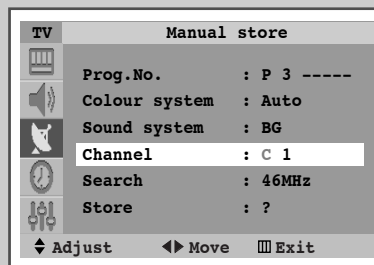 TV Manual store
Prog.No. : P 3 -----
Colour system : Auto
Sound system : BG
Channel : C 1
Search : 46MHz
Store : ?
Adjust Move Exit